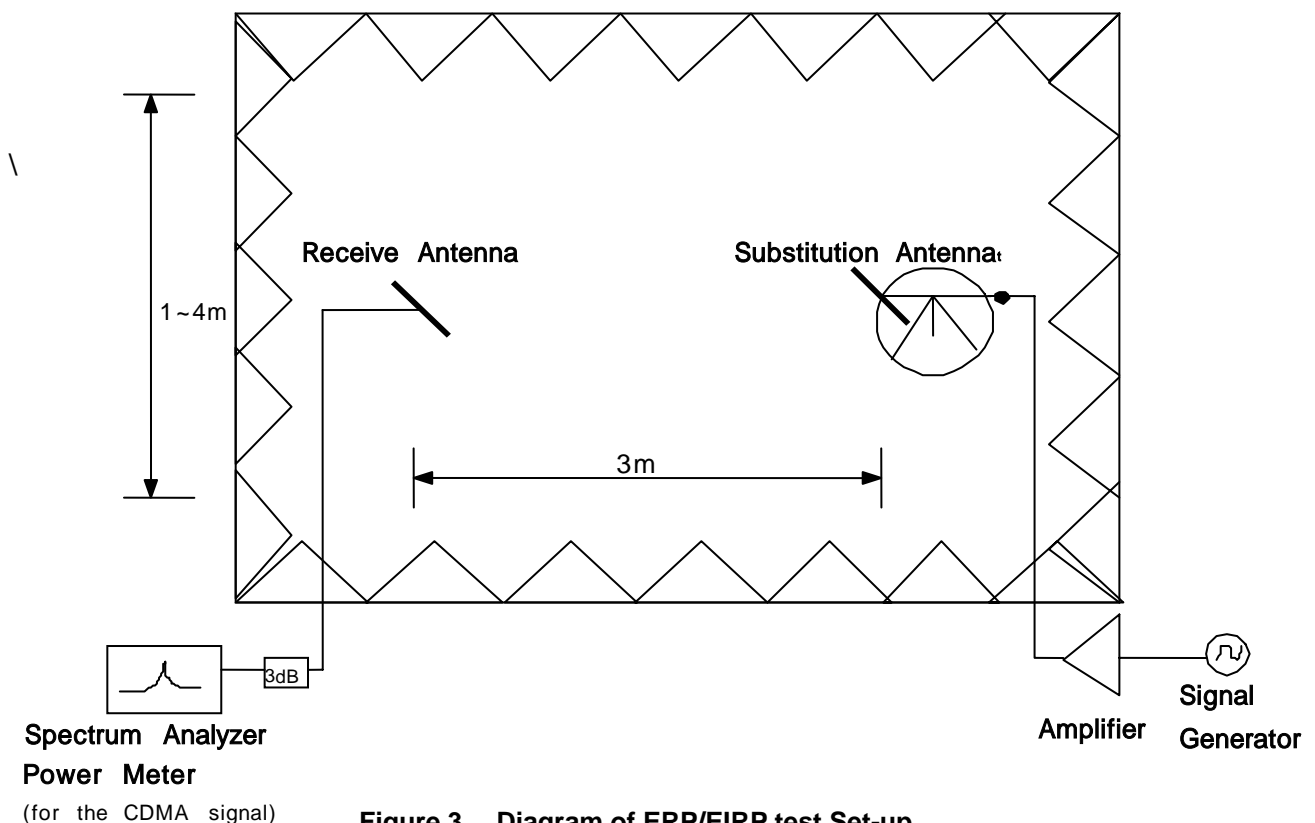 \
Receive Antenna
Substitution Antennat
1~4m
3m
3dB
Spectrum Analyzer
Power Meter
(for the CDMA signal)
Amplifier
Signal
Generator
Figure 3 Diagram of ERP/EIRP test Set-up